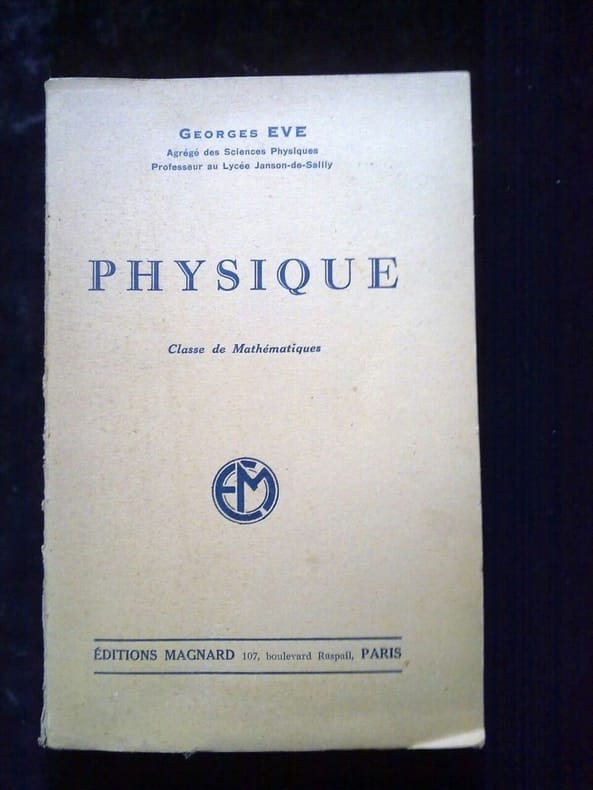 GEORGES EVE
Agrégé des Sciences Physiques
Professeur au Lycée Janson-de-Sailly
PHYSIQUE
Classe de Mathématiques
EM
ÉDITIONS MAGNARD 107, boulevard Raspail, PARIS